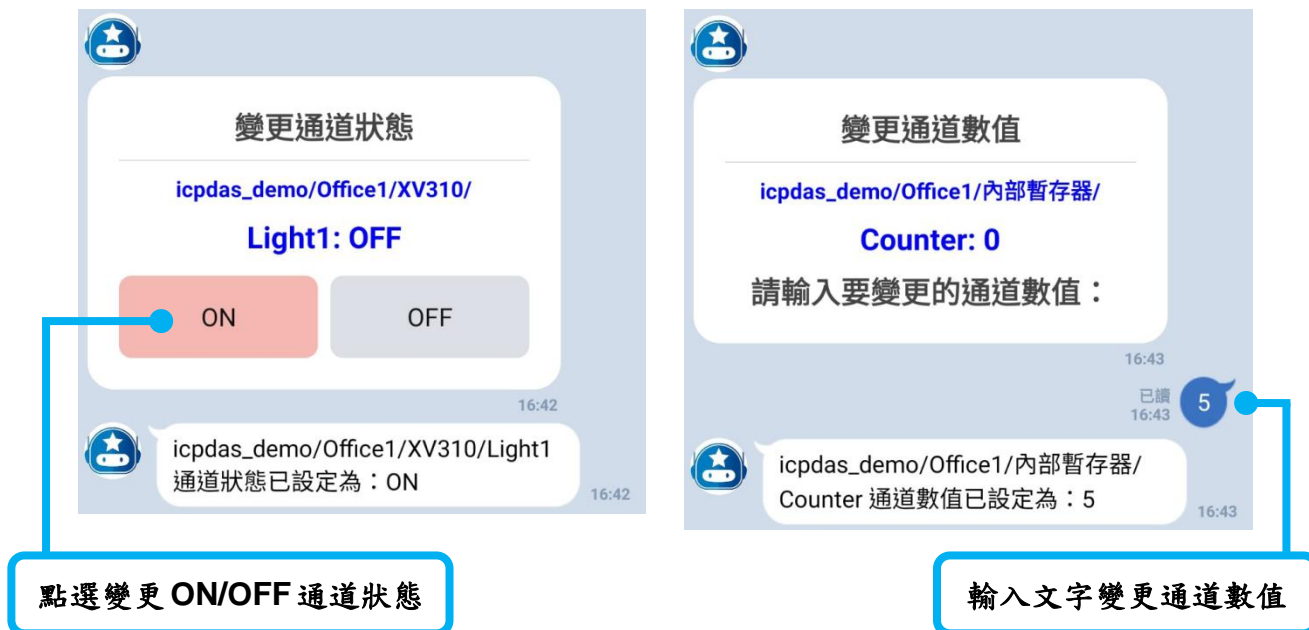 變更通道狀態
icpdas_demo/Office1/XV310/
Light1: OFF
ON
OFF
16:42
icpdas_demo/Office1/XV310/Light1
通道狀態已設定為：ON
16:42
點選變更 ON/OFF 通道狀態
變更通道數值
icpdas_demo/Office1/內部暫存器/
Counter: 0
請輸入要變更的通道數值：
16:43
已讀
16:43
5
icpdas_demo/Office1/內部暫存器/
Counter 通道數值已設定為：5
16:43
輸入文字變更通道數值